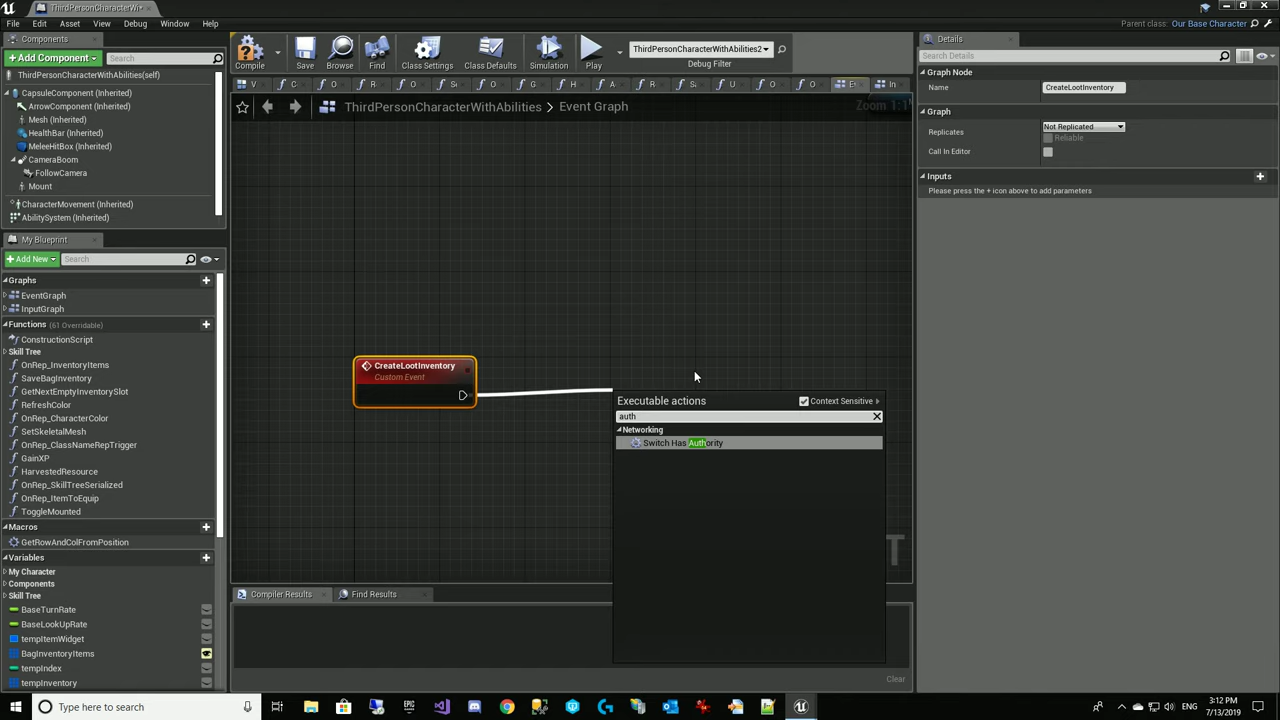 ThirdPersonCharacterWi*
File Edit Asset View Debug Window Help
Parent class: Our Base Character
Components
Add Component
Search
ThirdPersonCharacterWithAbilities(self)
CapsuleComponent (Inherited)
ArrowComponent (Inherited)
Mesh (Inherited)
HealthBar (Inherited)
MeleeHitBox (Inherited)
CameraBoom
FollowCamera
Mount
CharacterMovement (Inherited)
AbilitySystem (Inherited)
My Blueprint
Add New
Search
Graphs
EventGraph
InputGraph
Functions (61 Overridable)
ConstructionScript
Skill Tree
OnRep_InventoryItems
SaveBagInventory
GetNextEmptyInventorySlot
RefreshColor
OnRep_CharacterColor
SetSkeletalMesh
OnRep_ClassNameRepTrigger
GainXP
HarvestedResource
OnRep_SkillTreeSerialized
OnRep_ItemToEquip
ToggleMounted
Macros
GetRowAndColFromPosition
Variables
My Character
Components
Skill Tree
BaseTurnRate
BaseLookUpRate
tempItemWidget
BagInventoryItems
tempIndex
tempInventory
Compile Save Browse Find Class Settings Class Defaults Simulation Play
ThirdPersonCharacterWithAbilities2
Debug Filter
ThirdPersonCharacterWithAbilities > Event Graph
Zoom 1:1
CreateLootInventory
Custom Event
Executable actions
Context Sensitive
auth
Networking
Switch Has Authority
Compiler Results
Find Results
Clear
Details
Search Details
Graph Node
Name CreateLootInventory
Graph
Replicates Not Replicated
Reliable
Call In Editor
Inputs
Please press the + icon above to add parameters
Type here to search
3:12 PM
7/13/2019